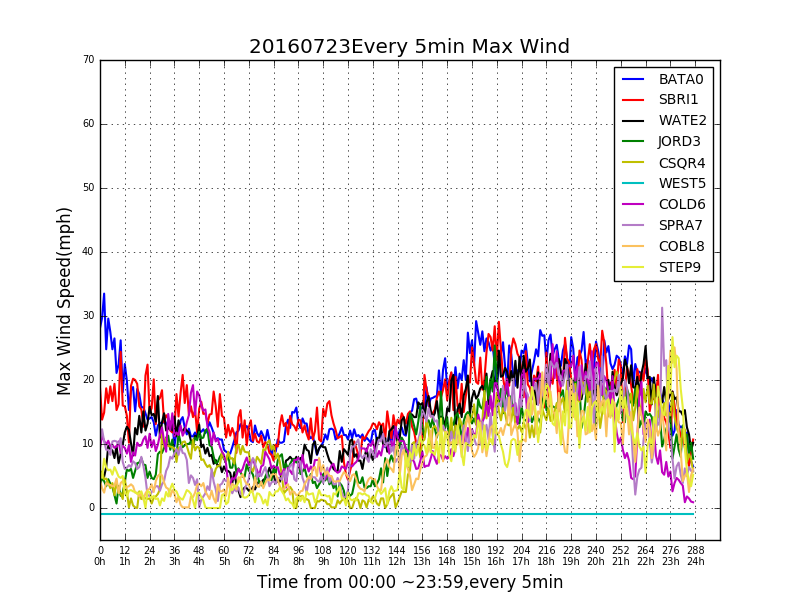 20160723Every 5min Max Wind
Max Wind Speed(mph)
70
60
50
40
30
20
10
0
BATA0
SBRI1
WATE2
JORD3
CSQR4
WEST5
COLD6
SPRA7
COBL8
STEP9
0 12 24 36 48 60 72 84 96 108 120 132 144 156 168 180 192 204 216 228 240 252 264 276 288
0h 1h 2h 3h 4h 5h 6h 7h 8h 9h 10h 11h 12h 13h 14h 15h 16h 17h 18h 19h 20h 21h 22h 23h 24h
Time from 00:00 ~23:59,every 5min